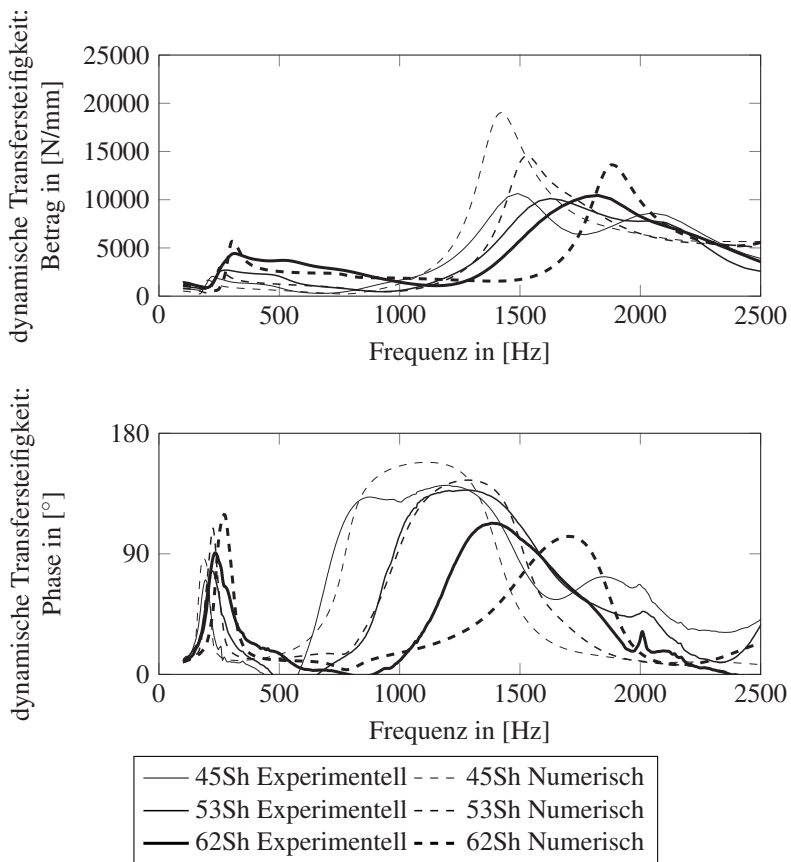 dynamische Transfersteifigkeit:
Betrag in [N/mm]
25000
20000
15000
10000
5000
0
0 500 1000 1500 2000 2500
Frequenz in [Hz]
dynamische Transfersteifigkeit:
Phase in [°]
180
90
0
0 500 1000 1500 2000 2500
Frequenz in [Hz]
45Sh Experimentell 45Sh Numerisch
53Sh Experimentell 53Sh Numerisch
62Sh Experimentell 62Sh Numerisch